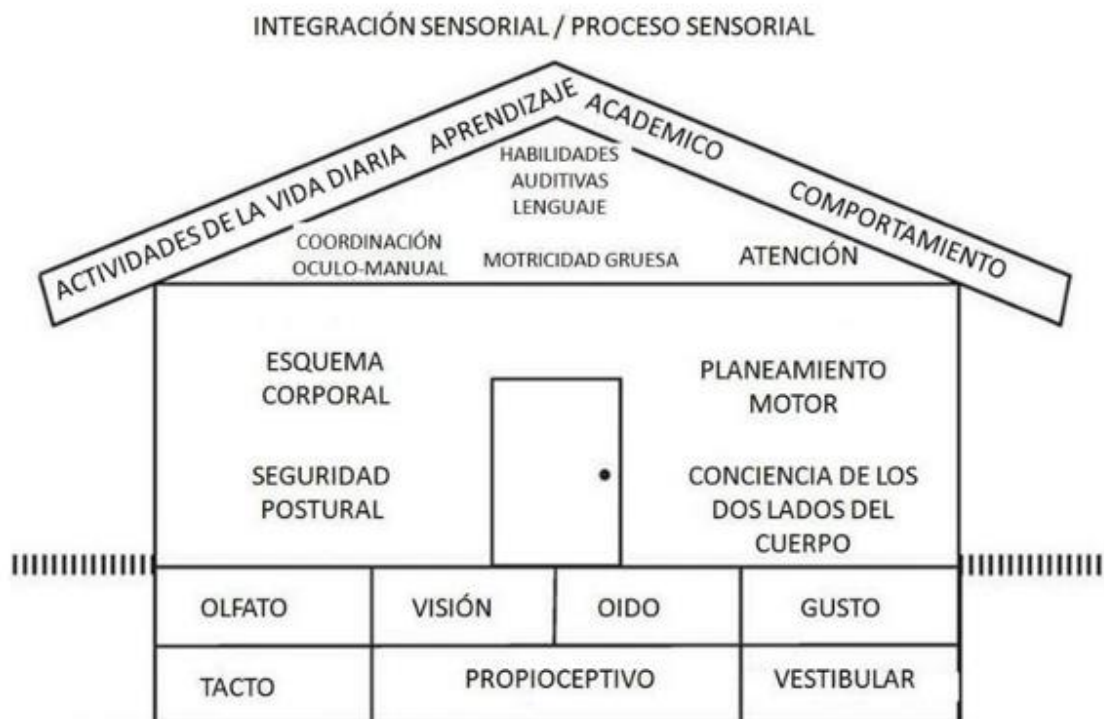 INTEGRACIÓN SENSORIAL / PROCESO SENSORIAL
ACTIVIDADES DE LA VIDA DIARIA APRENDIZAJE
ACADEMICO COMPORTAMIENTO
HABILIDADES
AUDITIVAS
LENGUAJE
COORDINACIÓN
OCULO-MANUAL
MOTRICIDAD GRUESA
ATENCIÓN
ESQUEMA
CORPORAL
PLANEAMIENTO
MOTOR
SEGURIDAD
POSTURAL
CONCIENCIA DE LOS
DOS LADOS DEL
CUERPO
OLFATO
VISIÓN
OIDO
GUSTO
TACTO
PROPIOCEPTIVO
VESTIBULAR